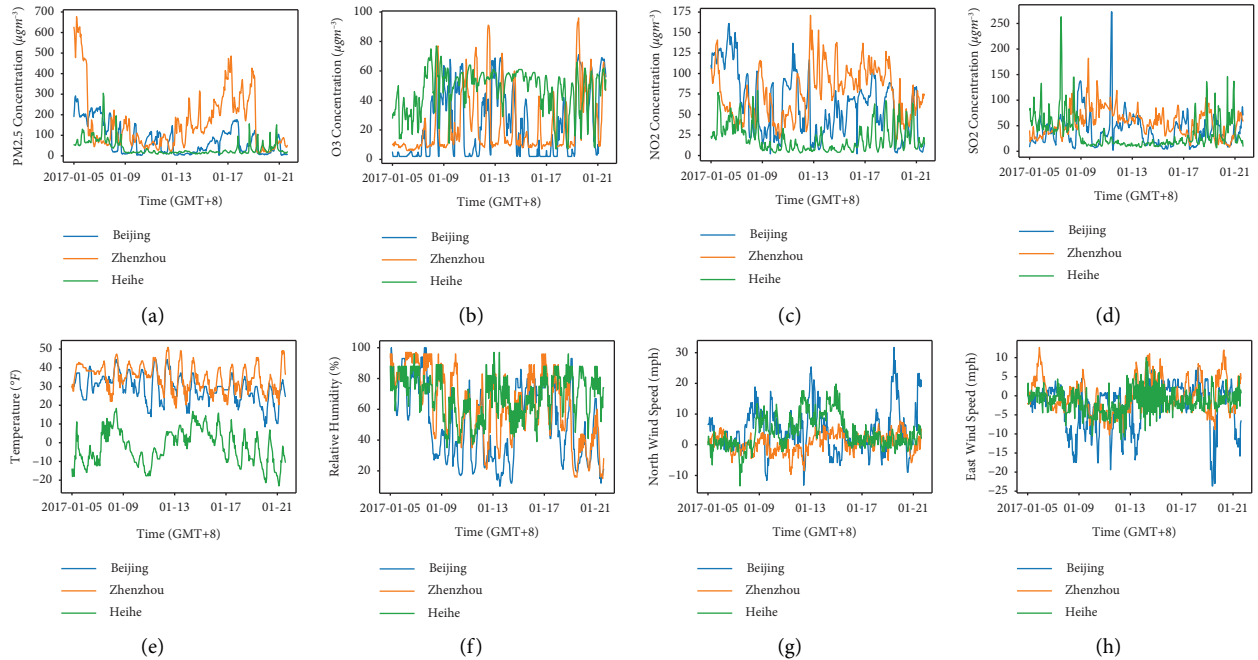 700
600
500
400
300
200
100
0
PM2.5 Concentration (µgm⁻³)
2017-01-05 01-09 01-13 01-17 01-21
Time (GMT+8)
Beijing
Zhenzhou
Heihe
(a)
100
80
60
40
20
0
O3 Concentration (µgm⁻³)
2017-01-05 01-09 01-13 01-17 01-21
Time (GMT+8)
Beijing
Zhenzhou
Heihe
(b)
175
150
125
100
75
50
25
0
NO2 Concentration (µgm⁻³)
2017-01-05 01-09 01-13 01-17 01-21
Time (GMT+8)
Beijing
Zhenzhou
Heihe
(c)
250
200
150
100
50
0
SO2 Concentration (µgm⁻³)
2017-01-05 01-09 01-13 01-17 01-21
Time (GMT+8)
Beijing
Zhenzhou
Heihe
(d)
50
40
30
20
10
0
−10
−20
Temperature (°F)
2017-01-05 01-09 01-13 01-17 01-21
Time (GMT+8)
Beijing
Zhenzhou
Heihe
(e)
100
80
60
40
20
Relative Humidity (%)
2017-01-05 01-09 01-13 01-17 01-21
Time (GMT+8)
Beijing
Zhenzhou
Heihe
(f)
30
20
10
0
−10
North Wind Speed (mph)
2017-01-05 01-09 01-13 01-17 01-21
Time (GMT+8)
Beijing
Zhenzhou
Heihe
(g)
10
5
0
−5
−10
−15
−20
−25
East Wind Speed (mph)
2017-01-05 01-09 01-13 01-17 01-21
Time (GMT+8)
Beijing
Zhenzhou
Heihe
(h)